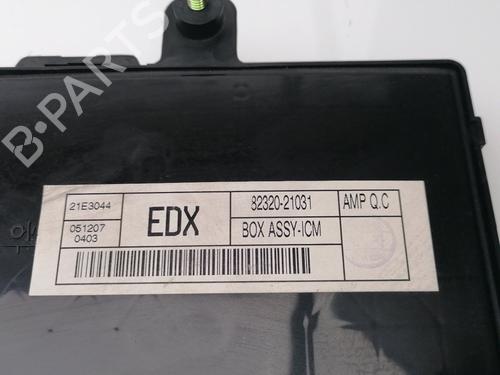 B-PARTS
21E3044
051207
0403
EDX
82320-21031
BOX ASSY-ICM
AMP Q.C